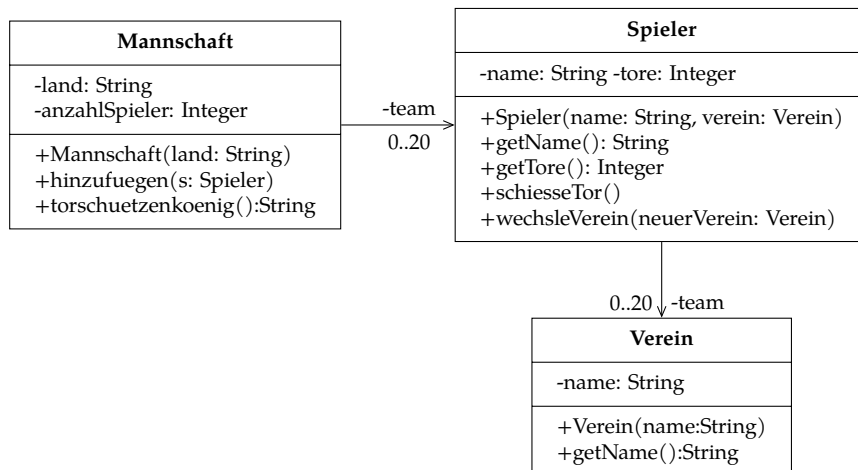 Mannschaft
-land: String
-anzahlSpieler: Integer
+Mannschaft(land: String)
+hinzufuegen(s: Spieler)
+torschuetzenkoenig():String
-team
0..20
Spieler
-name: String -tore: Integer
+Spieler(name: String, verein: Verein)
+getName(): String
+getTore(): Integer
+schiesseTor()
+wechsleVerein(neuerVerein: Verein)
0..20 -team
Verein
-name: String
+Verein(name:String)
+getName():String